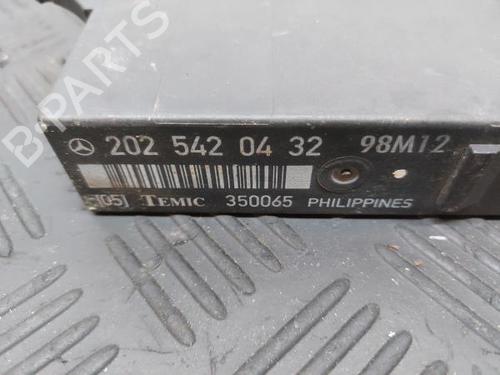 B-PARTS
202 542 04 32 98M12
[05] TEMIC 350065 PHILIPPINES